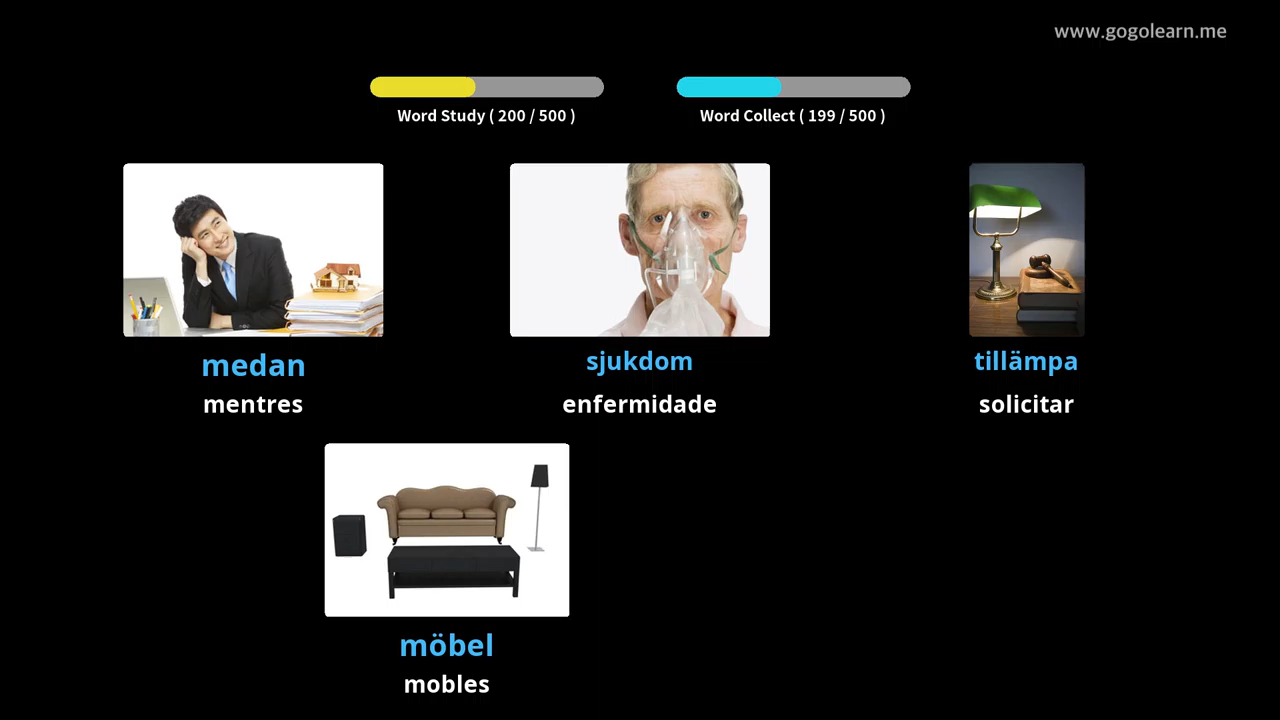 www.gogolearn.me
Word Study ( 200 / 500 )
Word Collect ( 199 / 500 )
medan
mentres
sjukdom
enfermidade
tillämpa
solicitar
möbel
mobles